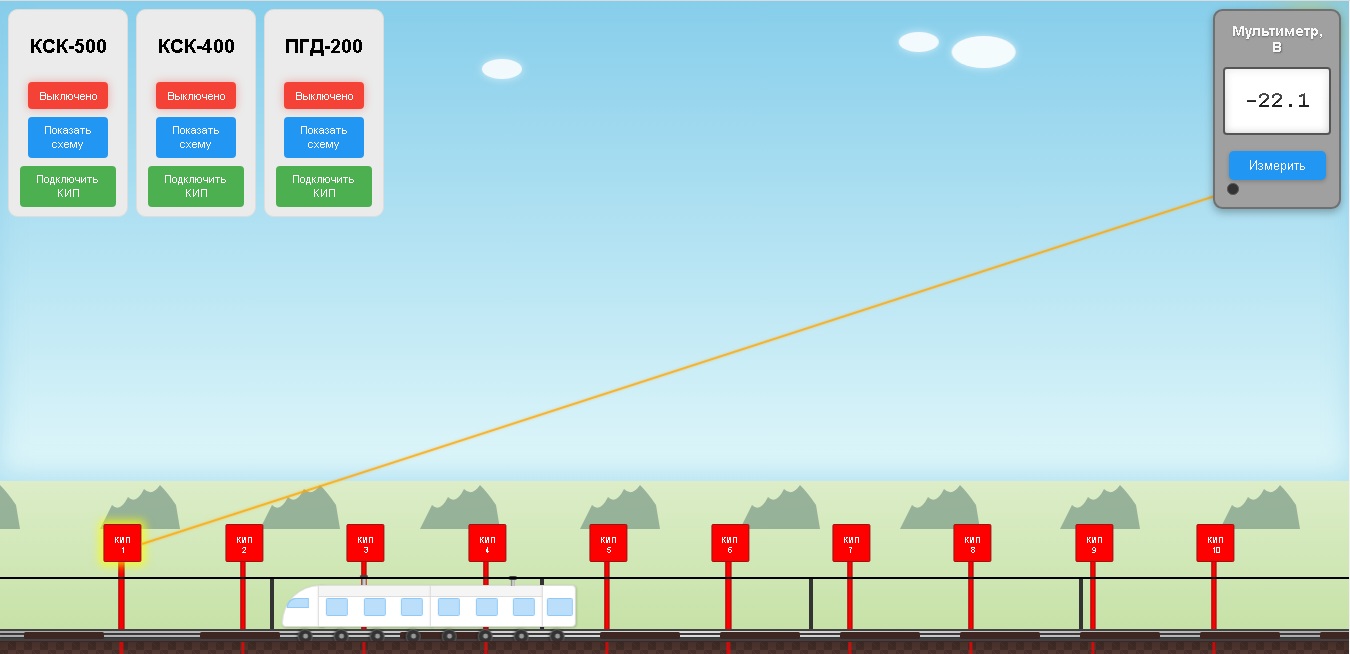 КСК-500
Выключено
Показать
схему
Подключить
КИП
КСК-400
Выключено
Показать
схему
Подключить
КИП
ПГД-200
Выключено
Показать
схему
Подключить
КИП
Мультиметр,
В
-22.1
Измерить
КИП
1
КИП
2
КИП
3
КИП
4
КИП
5
КИП
6
КИП
7
КИП
8
КИП
9
КИП
10